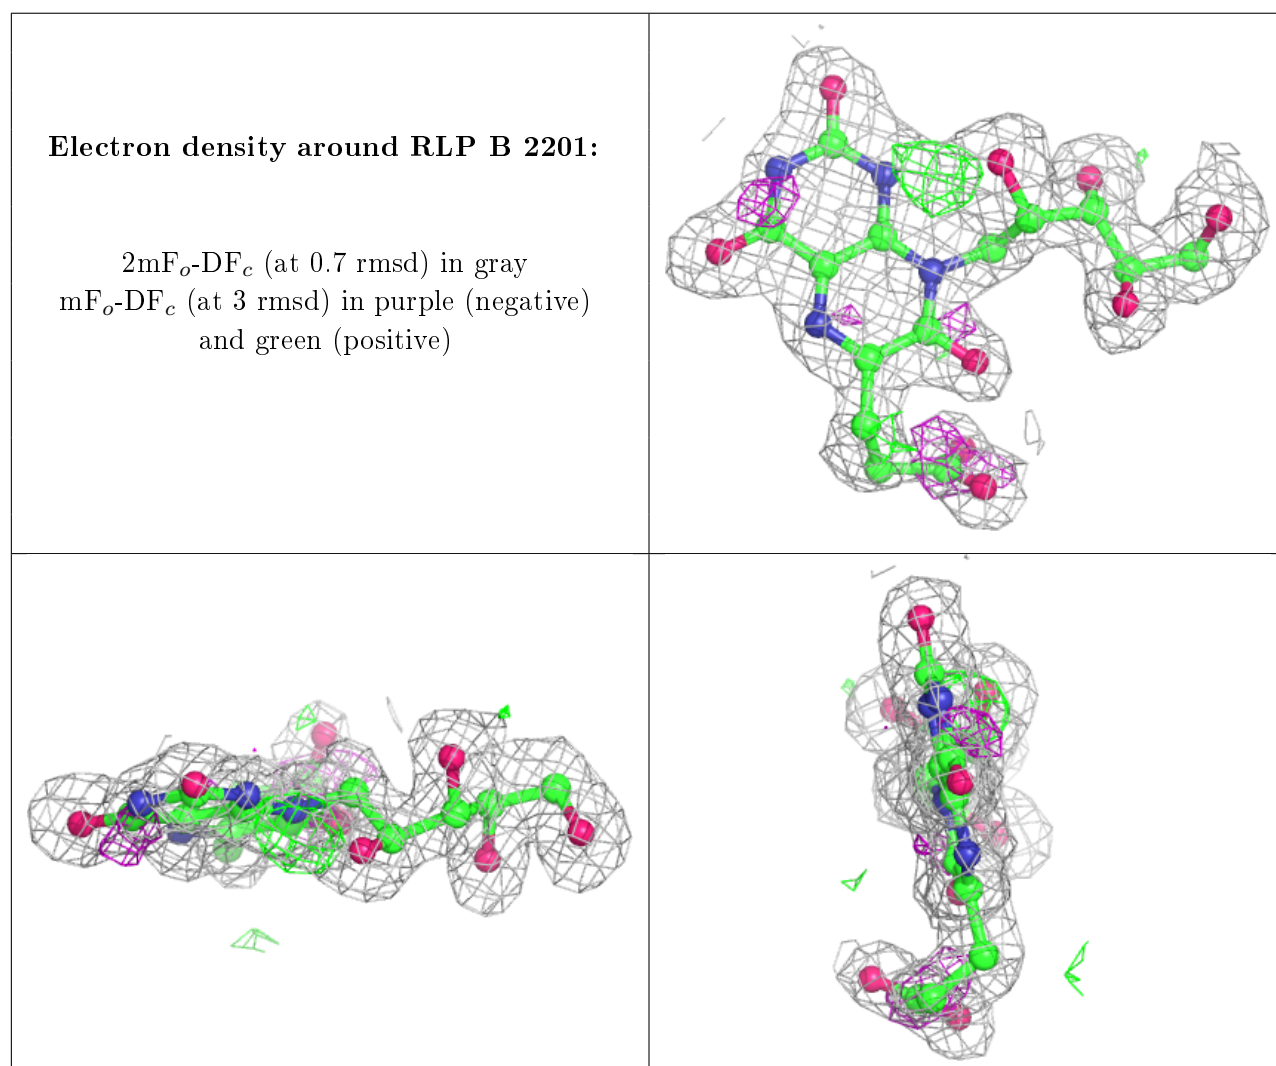 Electron density around RLP B 2201:
2mFo-DFc (at 0.7 rmsd) in gray
mFo-DFc (at 3 rmsd) in purple (negative)
and green (positive)